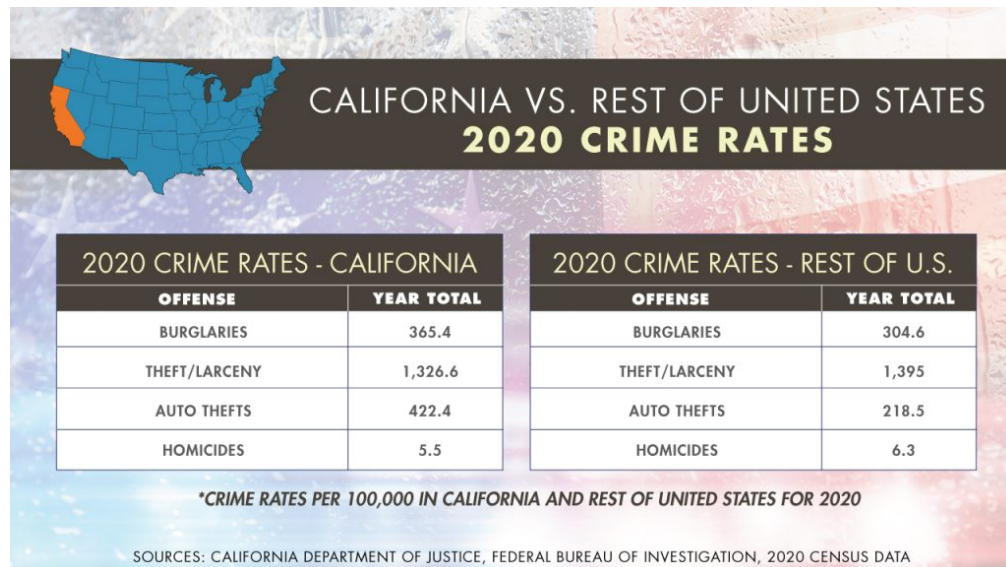 CALIFORNIA VS. REST OF UNITED STATES
2020 CRIME RATES
2020 CRIME RATES - CALIFORNIA
OFFENSE YEAR TOTAL
BURGLARIES 365.4
THEFT/LARCENY 1,326.6
AUTO THEFTS 422.4
HOMICIDES 5.5
2020 CRIME RATES - REST OF U.S.
OFFENSE YEAR TOTAL
BURGLARIES 304.6
THEFT/LARCENY 1,395
AUTO THEFTS 218.5
HOMICIDES 6.3
*CRIME RATES PER 100,000 IN CALIFORNIA AND REST OF UNITED STATES FOR 2020
SOURCES: CALIFORNIA DEPARTMENT OF JUSTICE, FEDERAL BUREAU OF INVESTIGATION, 2020 CENSUS DATA